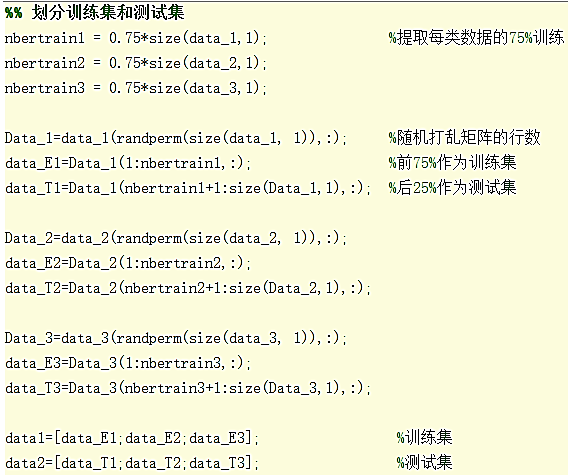 %% 划分训练集和测试集
nbertrain1 = 0.75*size(data_1,1); %提取每类数据的75%训练
nbertrain2 = 0.75*size(data_2,1);
nbertrain3 = 0.75*size(data_3,1);
Data_1=data_1(randperm(size(data_1, 1)),:); %随机打乱矩阵的行数
data_E1=Data_1(1:nbertrain1,:); %前75%作为训练集
data_T1=Data_1(nbertrain1+1:size(Data_1,1),:); %后25%作为测试集
Data_2=data_2(randperm(size(data_2, 1)),:);
data_E2=Data_2(1:nbertrain2,:);
data_T2=Data_2(nbertrain2+1:size(Data_2,1),:);
Data_3=data_3(randperm(size(data_3, 1)),:);
data_E3=Data_3(1:nbertrain3,:);
data_T3=Data_3(nbertrain3+1:size(Data_3,1),:);
data1=[data_E1;data_E2;data_E3]; %训练集
data2=[data_T1;data_T2;data_T3]; %测试集